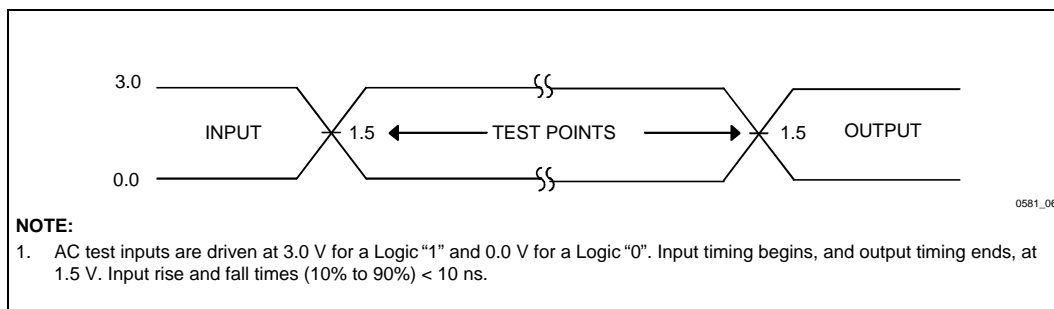 3.0
INPUT 1.5 TEST POINTS 1.5 OUTPUT
0.0
0581_06
NOTE:
1. AC test inputs are driven at 3.0 V for a Logic “1” and 0.0 V for a Logic “0”. Input timing begins, and output timing ends, at
1.5 V. Input rise and fall times (10% to 90%) < 10 ns.